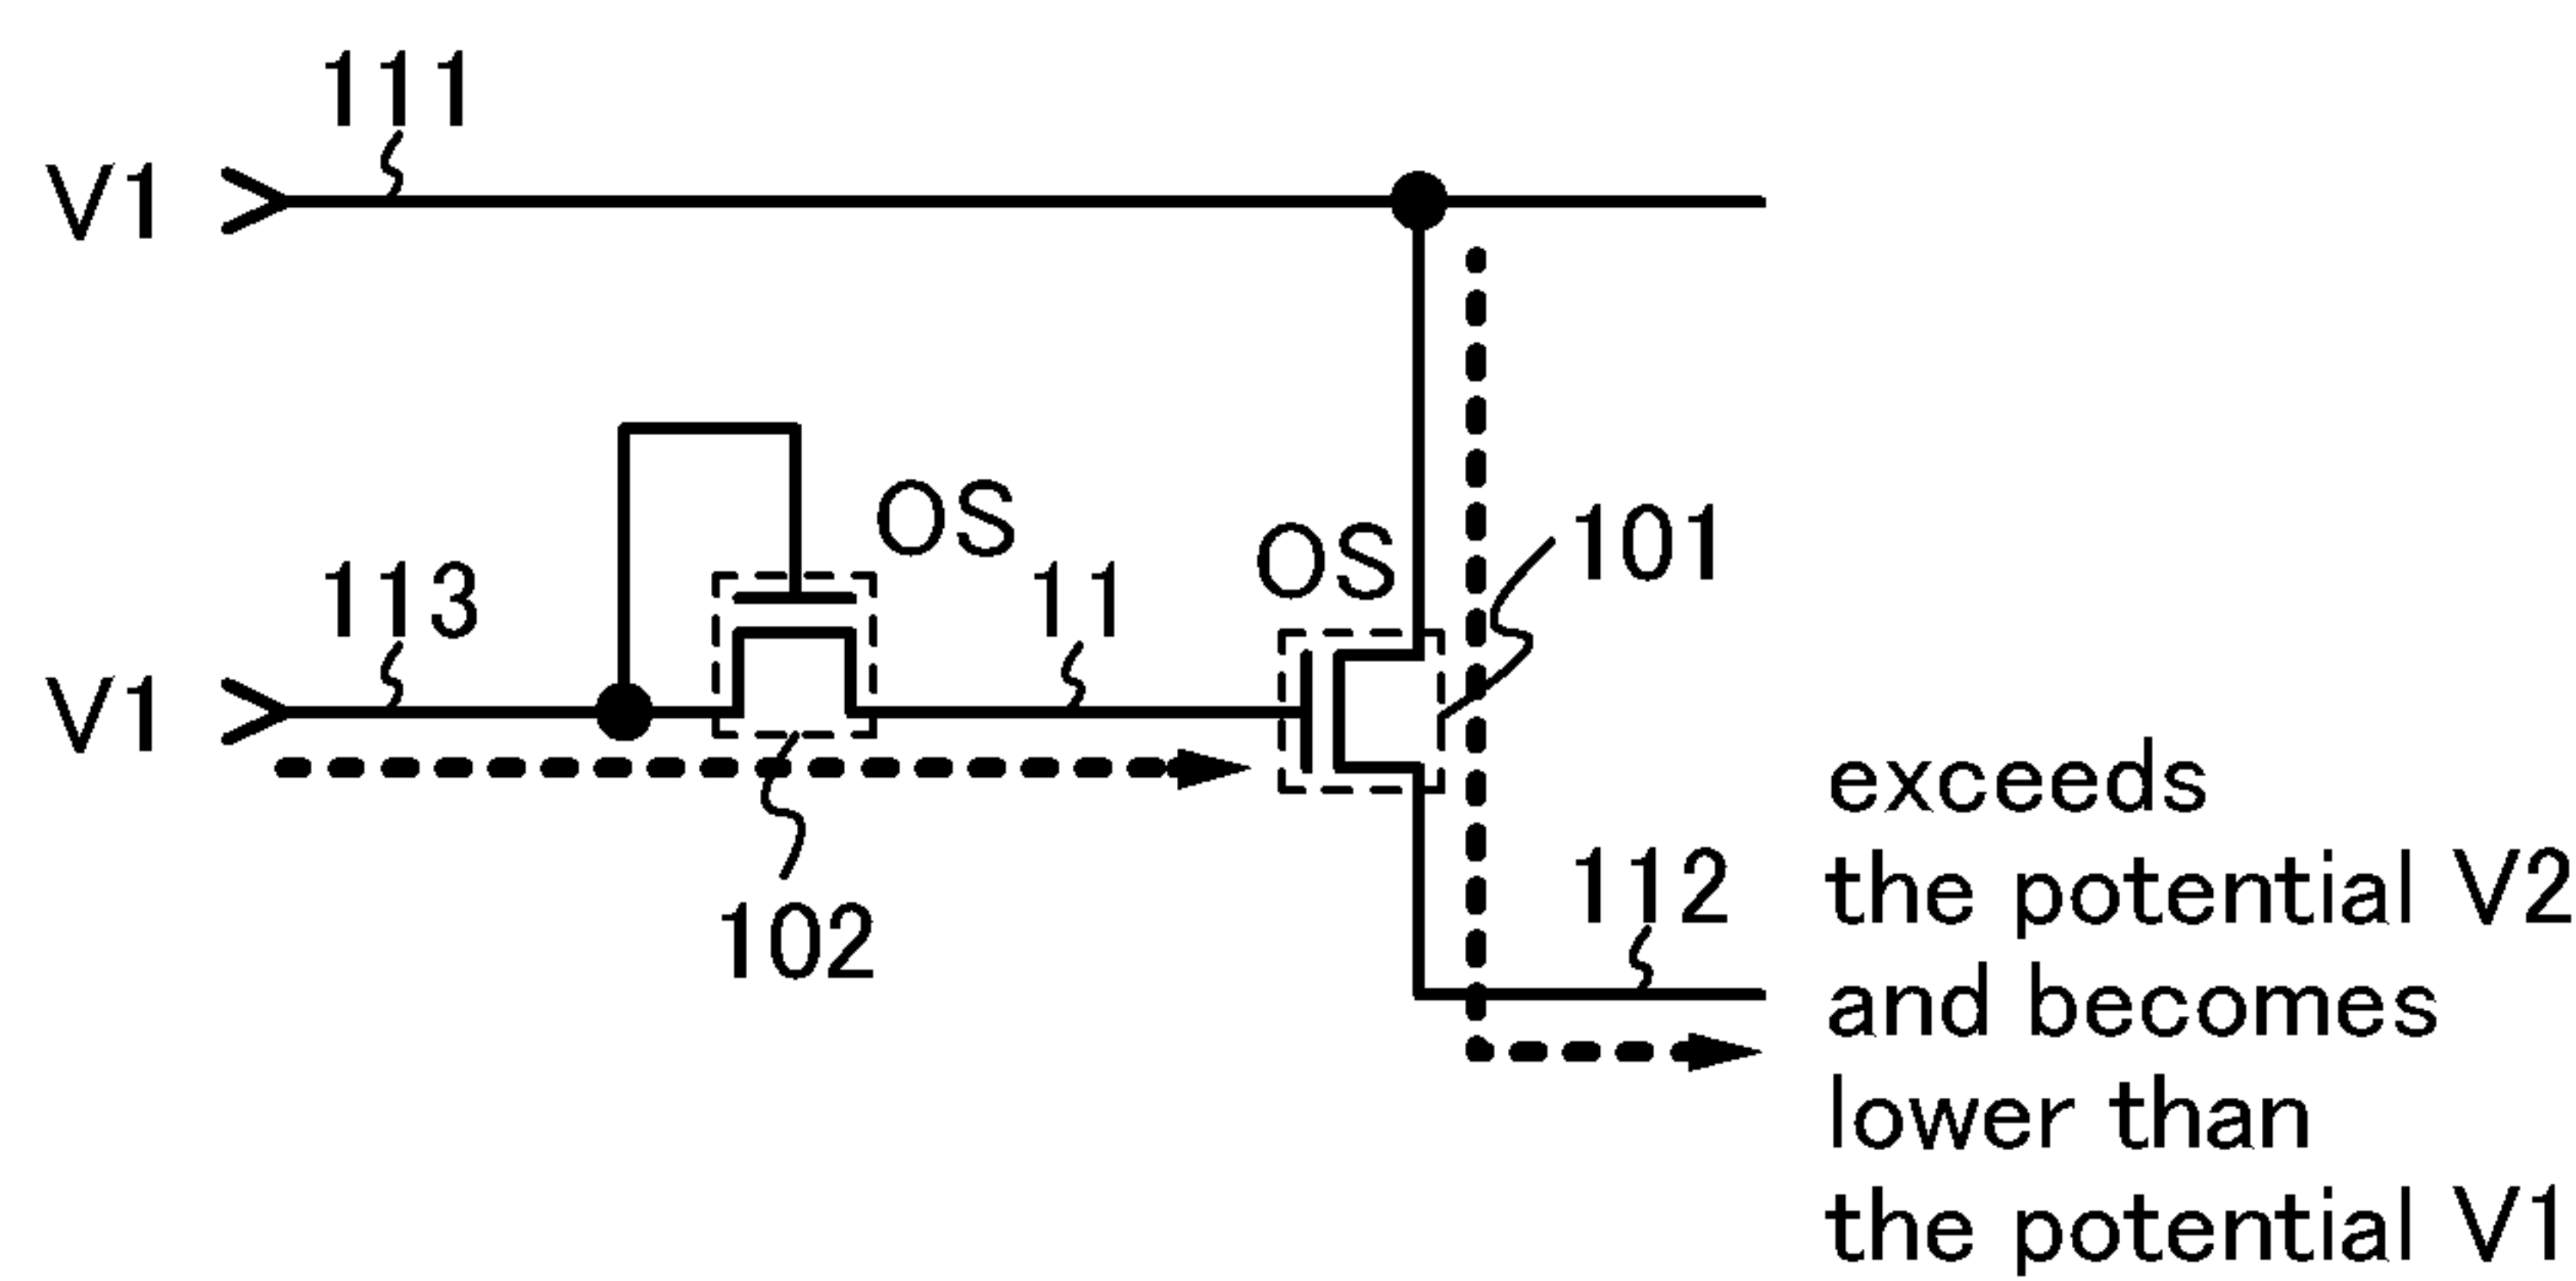 111
V1
OS
OS
101
113
11
V1
102
112
exceeds
the potential V2
and becomes
lower than
the potential V1